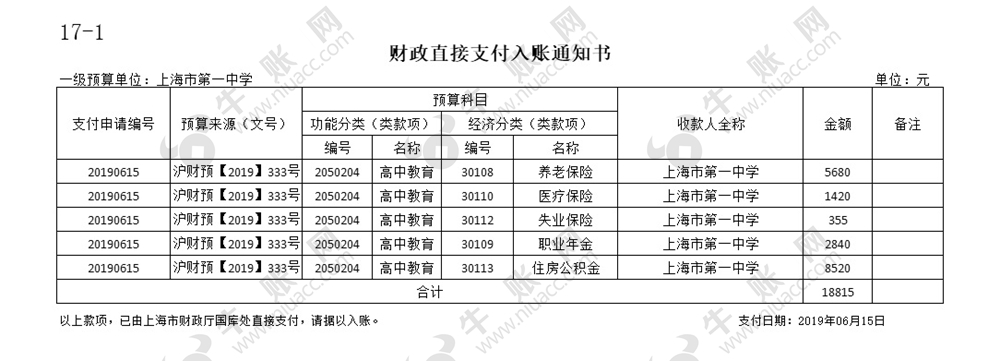 17-1
财政直接支付入账通知书
一级预算单位：上海市第一中学 单位：元
支付申请编号 预算来源（文号） 预算科目 收款人全称 金额 备注
功能分类（类款项） 经济分类（类款项）
编号 名称 编号 名称
20190615 沪财预【2019】333号 2050204 高中教育 30108 养老保险 上海市第一中学 5680
20190615 沪财预【2019】333号 2050204 高中教育 30110 医疗保险 上海市第一中学 1420
20190615 沪财预【2019】333号 2050204 高中教育 30112 失业保险 上海市第一中学 355
20190615 沪财预【2019】333号 2050204 高中教育 30109 职业年金 上海市第一中学 2840
20190615 沪财预【2019】333号 2050204 高中教育 30113 住房公积金 上海市第一中学 8520
合计 18815
以上款项，已由上海市财政厅国库处直接支付，请据以入账。 支付日期：2019年06月15日
牛账网
www.niuacc.com